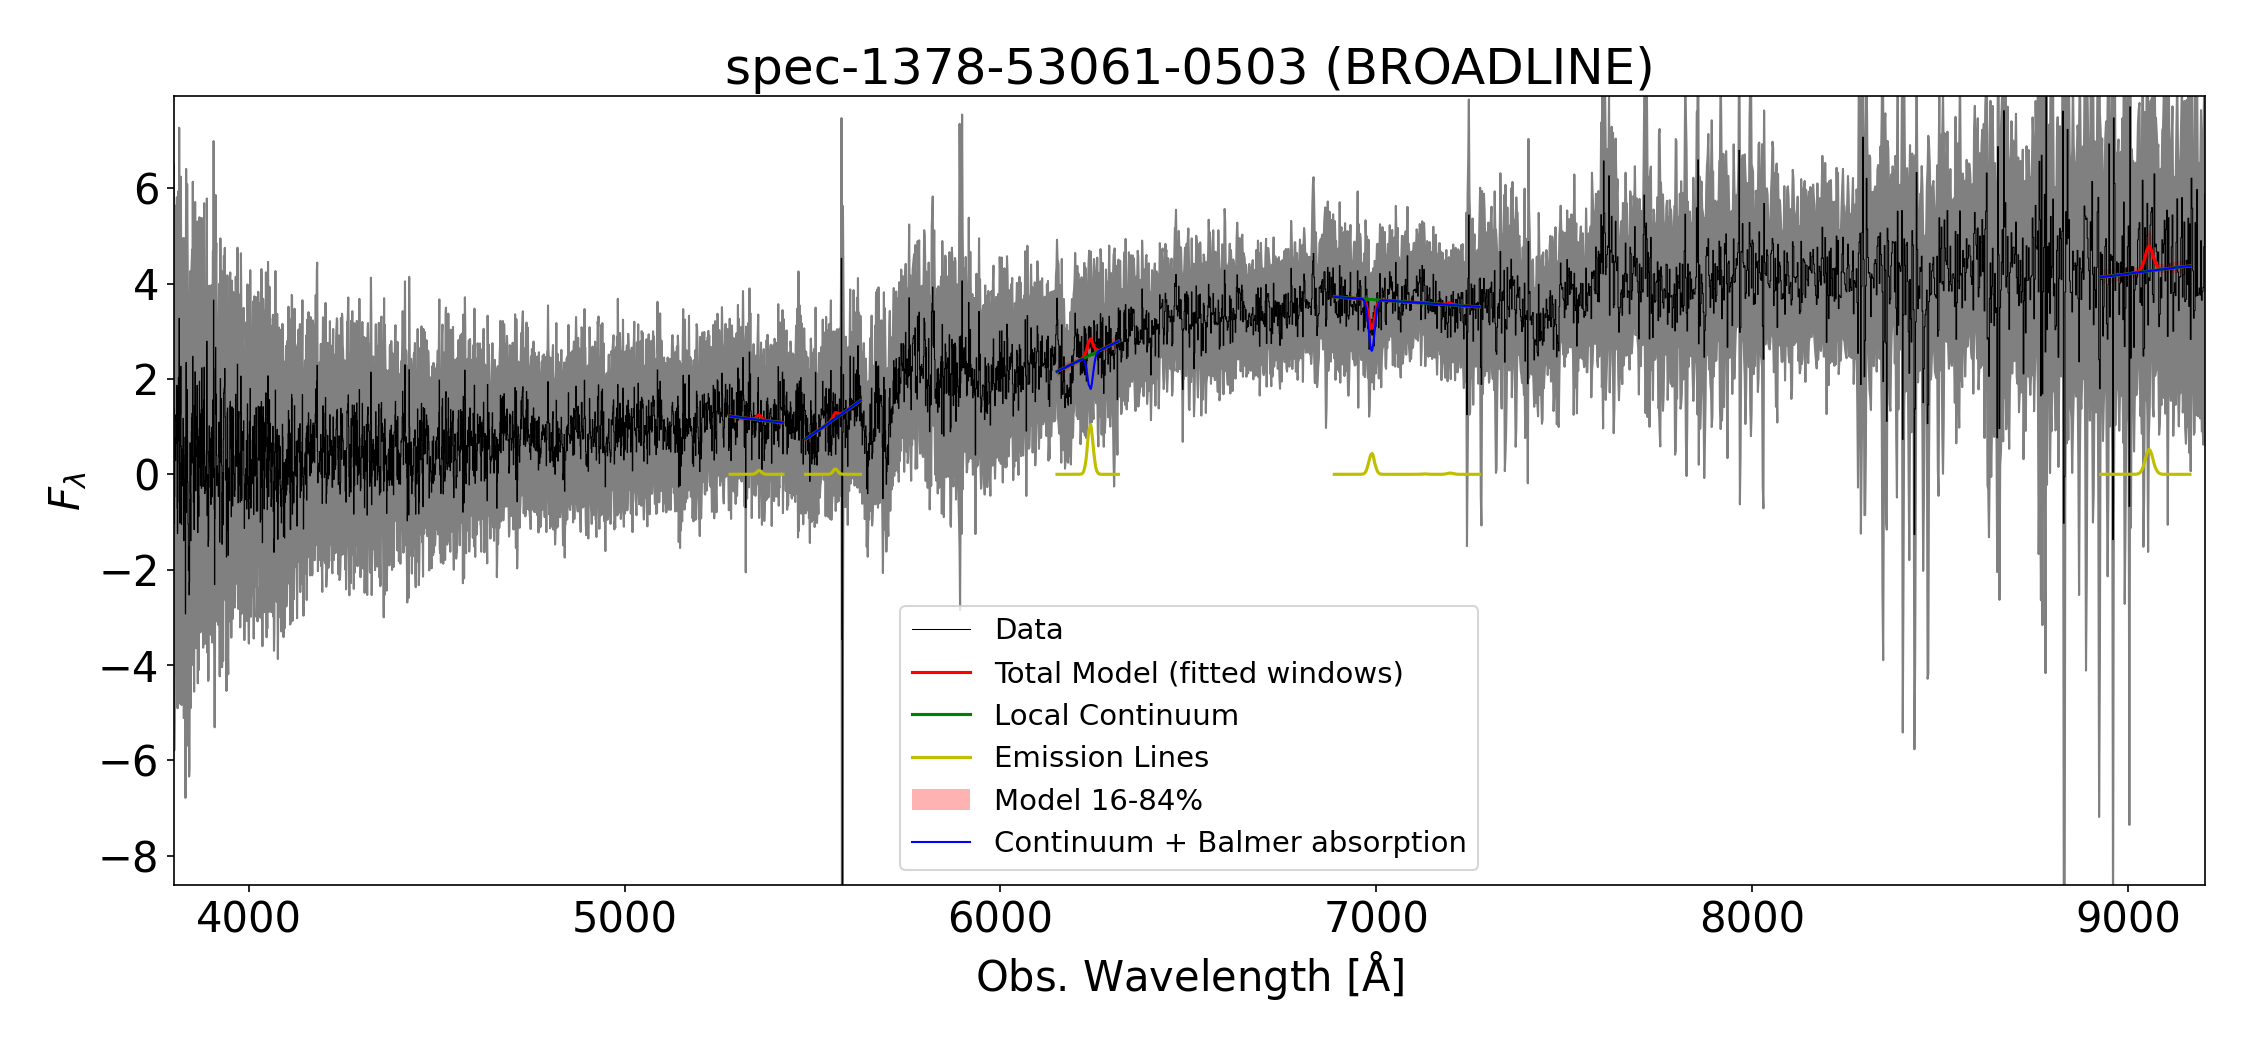 spec-1378-53061-0503 (BROADLINE)
6
4
2
0
−2
−4
−6
−8
Fλ
Data
Total Model (fitted windows)
Local Continuum
Emission Lines
Model 16-84%
Continuum + Balmer absorption
4000 5000 6000 7000 8000 9000
Obs. Wavelength [Å]